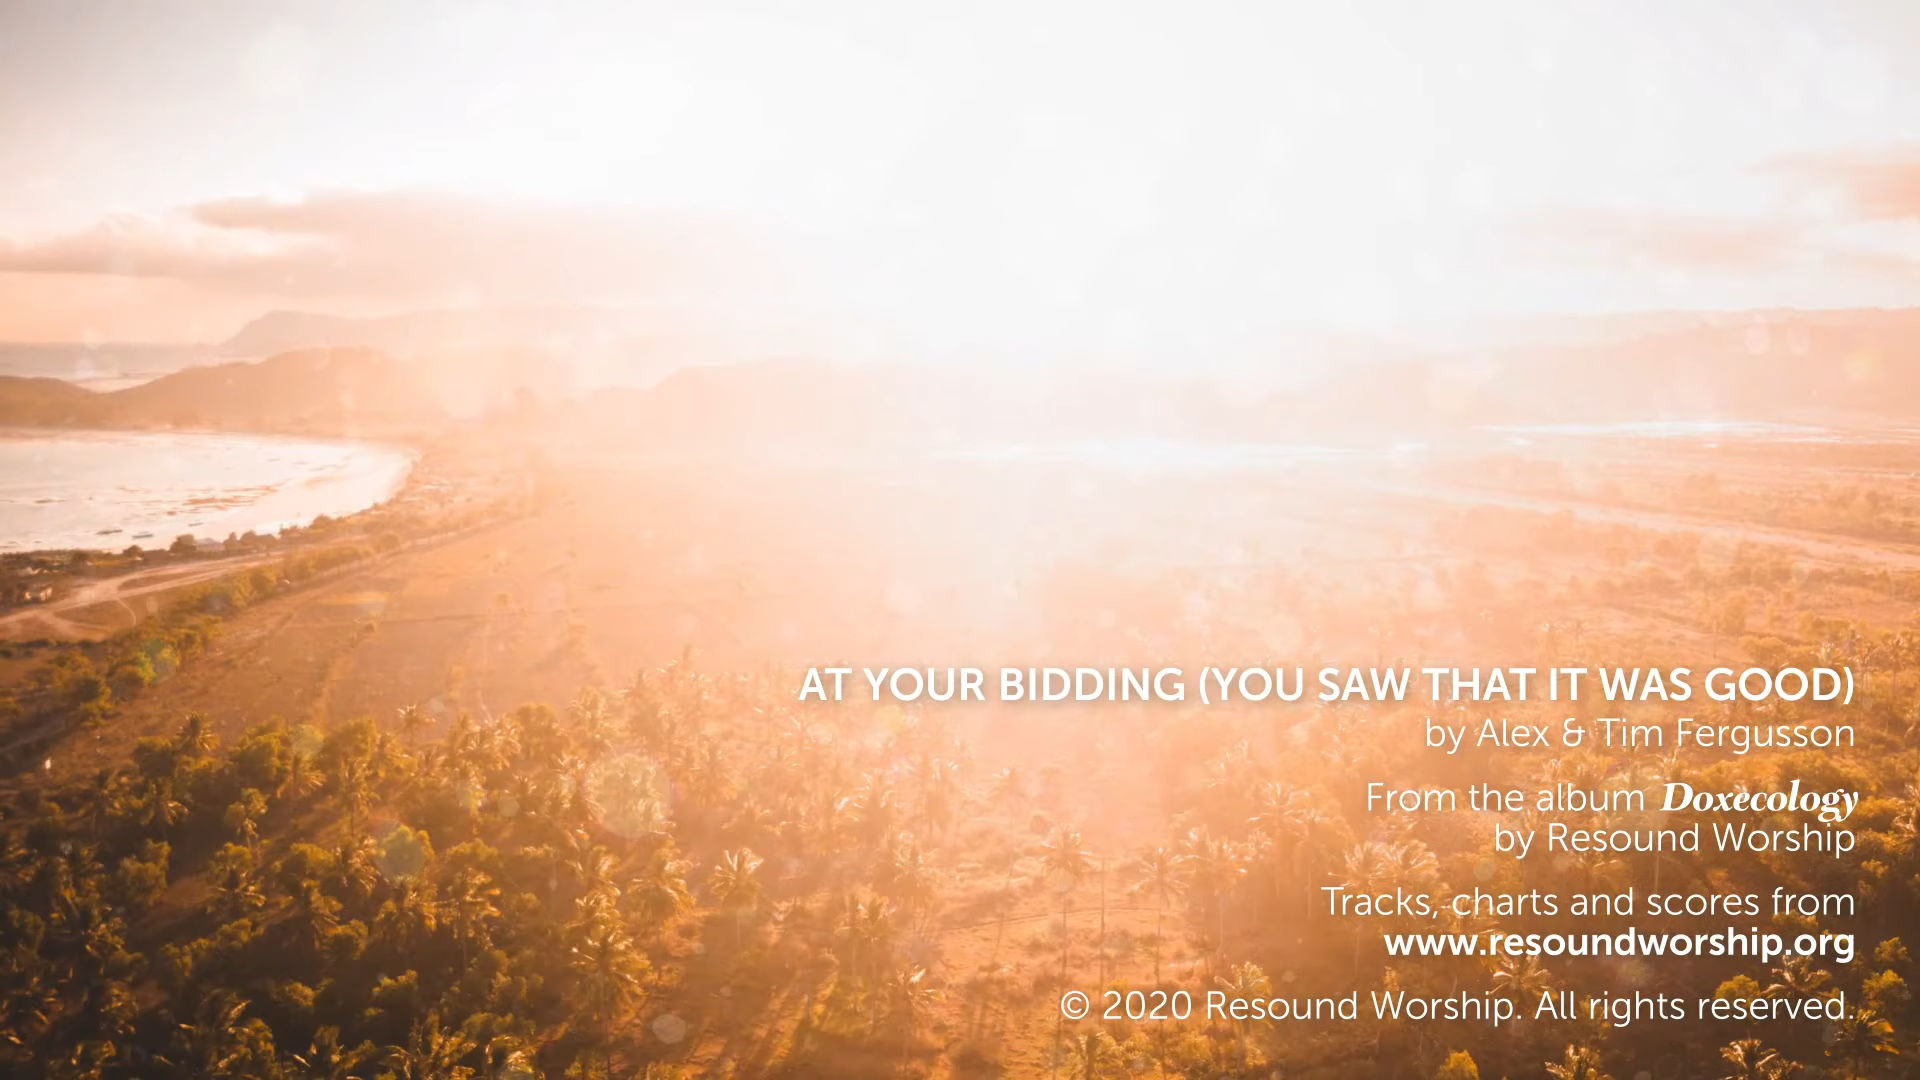 AT YOUR BIDDING (YOU SAW THAT IT WAS GOOD)
by Alex & Tim Fergusson
From the album Doxecology
by Resound Worship
Tracks, charts and scores from
www.resoundworship.org
© 2020 Resound Worship. All rights reserved.